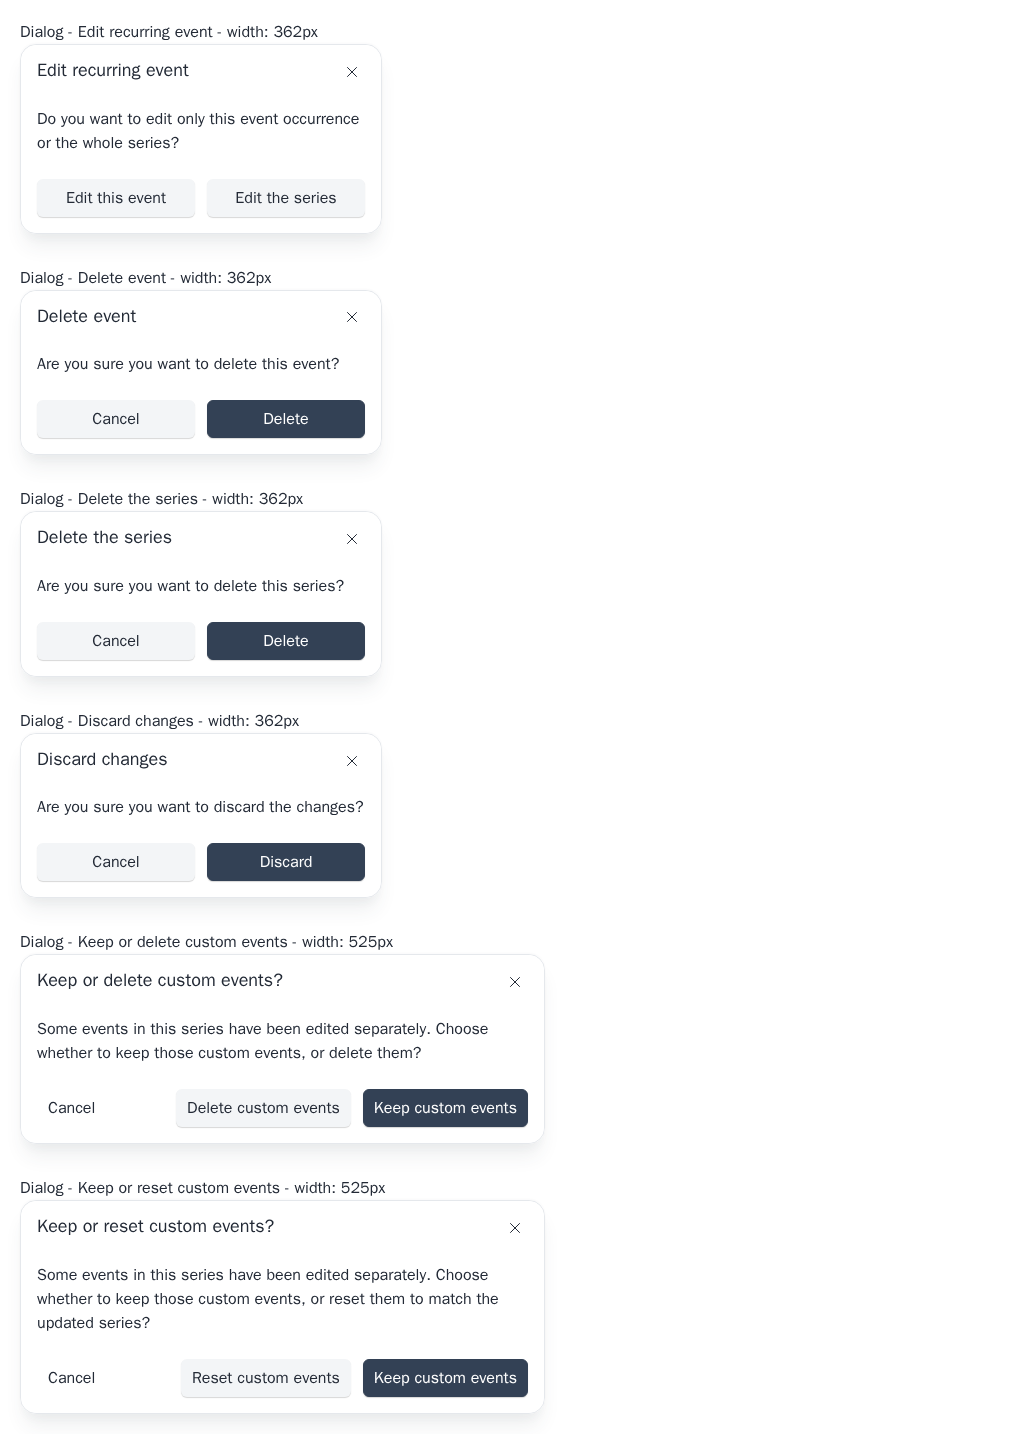 Dialog - Edit recurring event - width: 362px
Edit recurring event
Do you want to edit only this event occurrence
or the whole series?
Edit this event
Edit the series
Dialog - Delete event - width: 362px
Delete event
Are you sure you want to delete this event?
Cancel
Delete
Dialog - Delete the series - width: 362px
Delete the series
Are you sure you want to delete this series?
Cancel
Delete
Dialog - Discard changes - width: 362px
Discard changes
Are you sure you want to discard the changes?
Cancel
Discard
Dialog - Keep or delete custom events - width: 525px
Keep or delete custom events?
Some events in this series have been edited separately. Choose
whether to keep those custom events, or delete them?
Cancel
Delete custom events
Keep custom events
Dialog - Keep or reset custom events - width: 525px
Keep or reset custom events?
Some events in this series have been edited separately. Choose
whether to keep those custom events, or reset them to match the
updated series?
Cancel
Reset custom events
Keep custom events